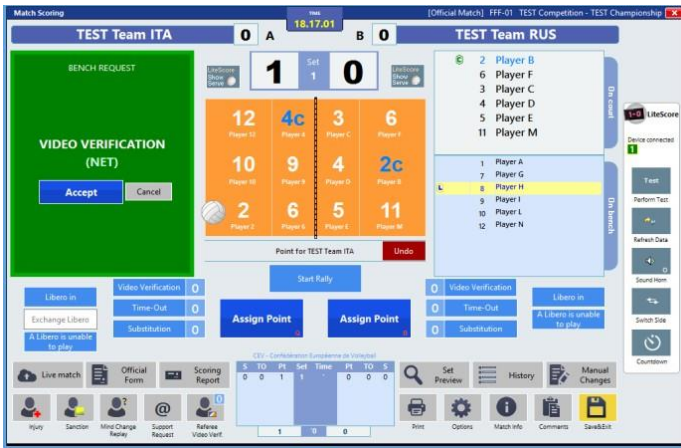 Match Scoring
TIME
18.17.01
[Official Match] FFF-01 TEST Competition - TEST Championship
TEST Team ITA
0 A
B 0
TEST Team RUS
BENCH REQUEST
VIDEO VERIFICATION
(NET)
Accept
Cancel
LiteScore
Show
Serve
1
Set
1
0
LiteScore
Show
Serve
12
Player 12
4c
Player 4
3
Player C
6
Player F
10
Player 10
9
Player 9
4
Player D
2c
Player B
2
Player 2
6
Player 6
5
Player E
11
Player M
Point for TEST Team ITA
Undo
C 2 Player B
6 Player F
3 Player C
4 Player D
5 Player E
11 Player M
On court
1 Player A
7 Player G
L 8 Player H
9 Player I
10 Player L
12 Player N
On bench
1-0 LiteScore
Device connected
1
Test
Perform Test
Refresh Data
Sound Horn
Switch Side
Countdown
Libero in
Exchange Libero
A Libero is unable
to play
Video Verification 0
Time-Out 0
Substitution 0
Start Rally
Assign Point
Assign Point
0 Video Verification
0 Time-Out
0 Substitution
Libero in
A Libero is unable
to play
Live match
Official
Form
Scoring
Report
CEV - Confédération Européenne de Volleyball
S TO Pt Set Time Pt TO S
0 0 1 1 0 0 0
1 0 0
Set
Preview
History
Manual
Changes
Injury
Sanction
Mind Change
Replay
Support
Request
0
Referee
Video Verif.
Print
Options
Match Info
Comments
Save&Exit